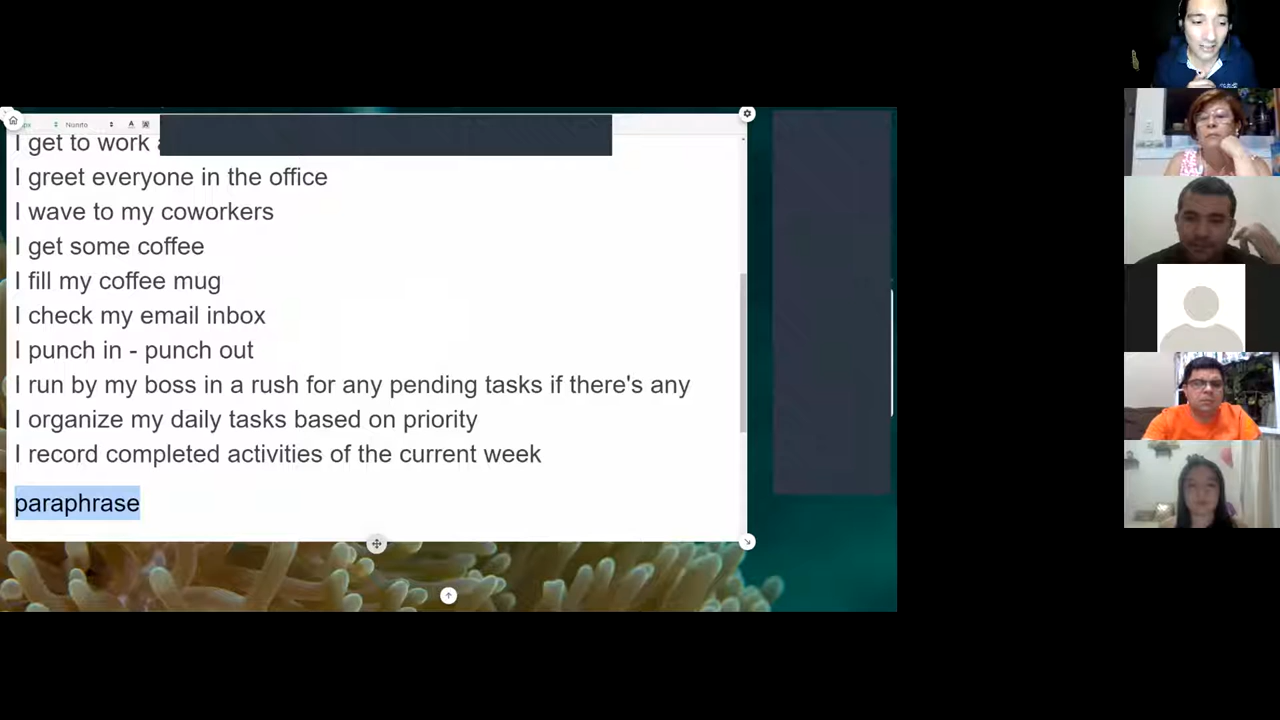 px Nunito A A
I get to work
I greet everyone in the office
I wave to my coworkers
I get some coffee
I fill my coffee mug
I check my email inbox
I punch in - punch out
I run by my boss in a rush for any pending tasks if there's any
I organize my daily tasks based on priority
I record completed activities of the current week
paraphrase